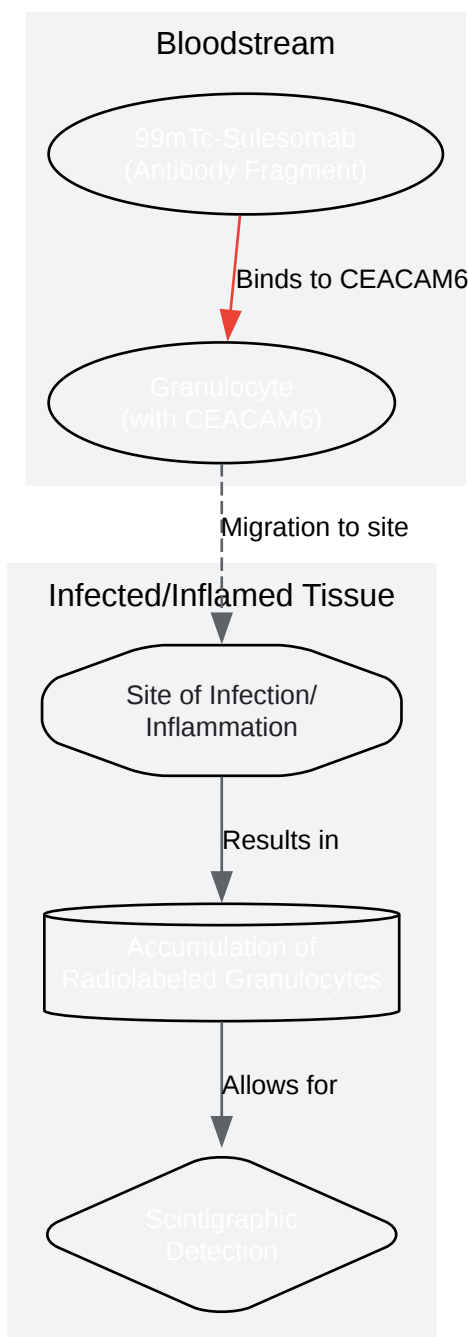 Bloodstream
99mTc-Sulesomab
(Antibody Fragment)
Binds to CEACAM6
Granulocyte
(with CEACAM6)
Migration to site
Infected/Inflamed Tissue
Site of Infection/
Inflammation
Results in
Accumulation of
Radiolabeled Granulocytes
Allows for
Scintigraphic
Detection